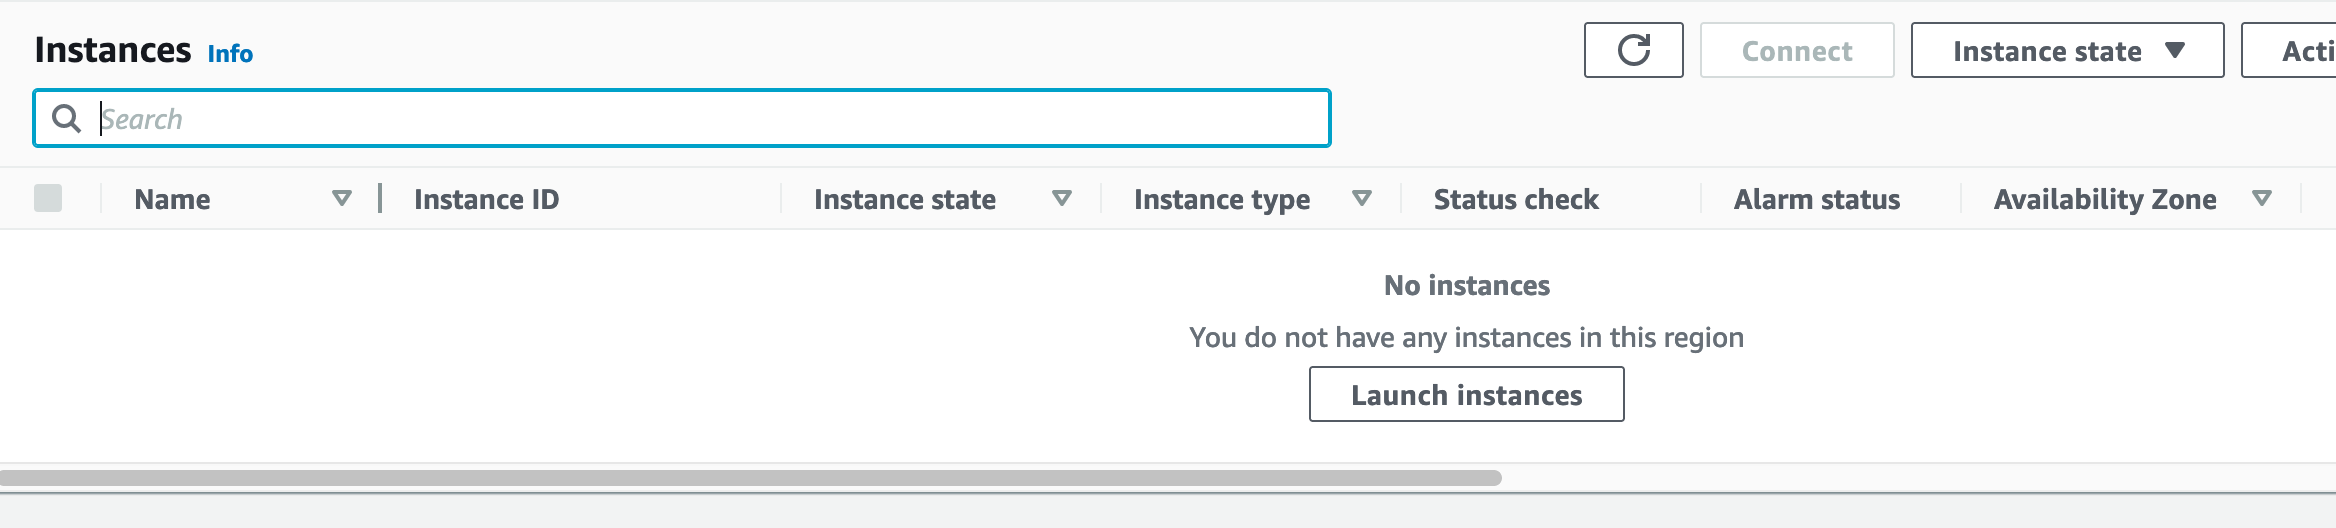 Instances Info
Connect
Instance state
Acti
Search
Name Instance ID Instance state Instance type Status check Alarm status Availability Zone
No instances
You do not have any instances in this region
Launch instances